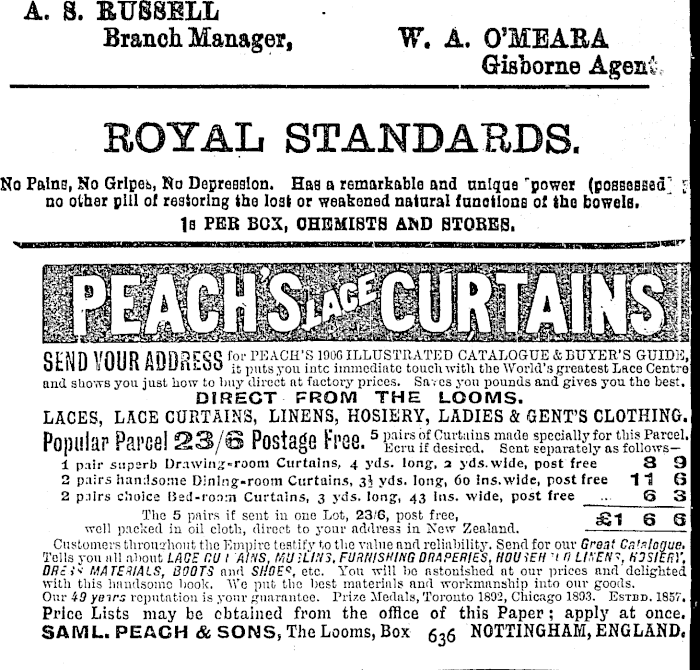 A. S. RUSSELL
Branch Manager,
W. A. O'MEARA
Gisborne Agent.
ROYAL STANDARDS.
No Pains, No Gripes, No Depression. Has a remarkable and unique power (possessed
no other pill of restoring the lost or weakened natural functions of the bowels.
1s PER BOX, CHEMISTS AND STORES.
PEACH'S LACE CURTAINS
SEND YOUR ADDRESS for PEACH'S 1906 ILLUSTRATED CATALOGUE & BUYER'S GUIDE,
it puts you into immediate touch with the World's greatest Lace Centre
and shows you just how to buy direct at factory prices. Saves you pounds and gives you the best.
DIRECT FROM THE LOOMS.
LACES, LACE CURTAINS, LINENS, HOSIERY, LADIES & GENT'S CLOTHING.
Popular Parcel 23/6 Postage Free. 5 pairs of Curtains made specially for this Parcel.
Ecru if desired. Sent separately as follows—
1 pair superb Drawing-room Curtains, 4 yds. long, 2 yds. wide, post free 8 9
2 pairs handsome Dining-room Curtains, 3½ yds. long, 60 ins. wide, post free 11 6
2 pairs choice Bed-room Curtains, 3 yds. long, 43 ins. wide, post free ... 6 3
The 5 pairs if sent in one Lot, 23/6, post free,
well packed in oil cloth, direct to your address in New Zealand.
£1 6 6
Customers throughout the Empire testify to the value and reliability. Send for our Great Catalogue.
Tells you all about LACE CURTAINS, MUSLINS, FURNISHING DRAPERIES, HOUSEHOLD LINENS, HOSIERY,
DRESS MATERIALS, BOOTS and SHOES, etc. You will be astonished at our prices and delighted
with this handsome book. We put the best materials and workmanship into our goods.
Our 49 years reputation is your guarantee. Prize Medals, Toronto 1892, Chicago 1893. ESTBD. 1857.
Price Lists may be obtained from the office of this Paper; apply at once.
SAML. PEACH & SONS, The Looms, Box 636 NOTTINGHAM, ENGLAND.